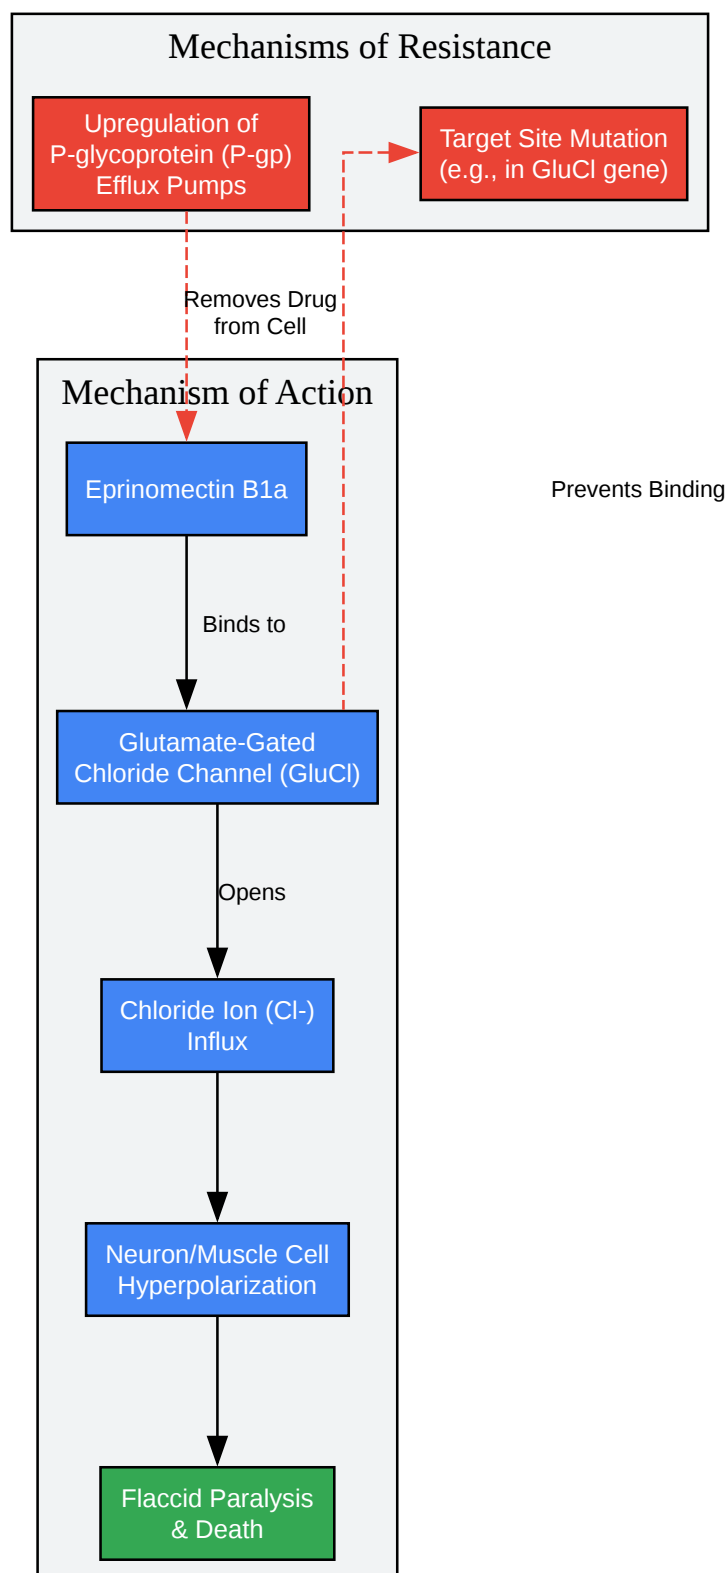 Mechanisms of Resistance
Upregulation of
P-glycoprotein (P-gp)
Efflux Pumps
Target Site Mutation
(e.g., in GluCl gene)
Removes Drug
from Cell
Mechanism of Action
Eprinomectin B1a
Prevents Binding
Binds to
Glutamate-Gated
Chloride Channel (GluCl)
Opens
Chloride Ion (Cl-)
Influx
Neuron/Muscle Cell
Hyperpolarization
Flaccid Paralysis
& Death